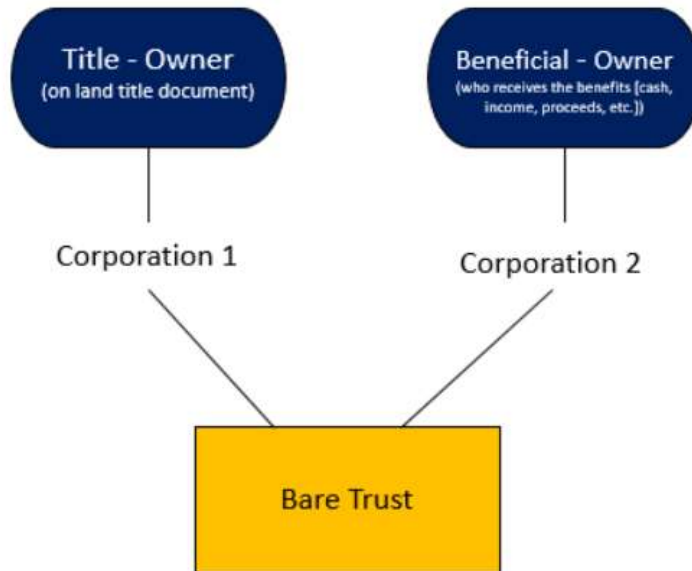 Title - Owner
(on land title document)
Beneficial - Owner
(who receives the benefits [cash,
income, proceeds, etc.])
Corporation 1
Corporation 2
Bare Trust